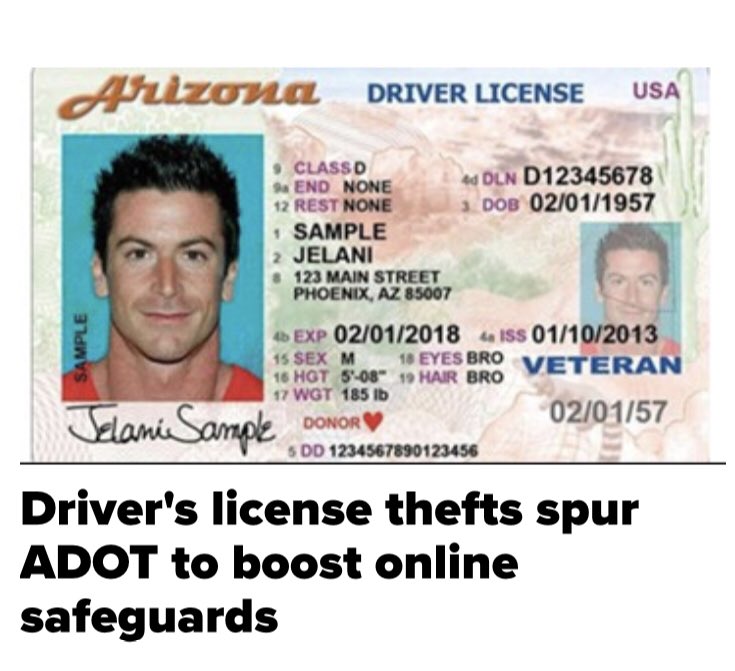 Arizona DRIVER LICENSE USA
9 CLASS D
9a END NONE
12 REST NONE
4d DLN D12345678
3 DOB 02/01/1957
1 SAMPLE
2 JELANI
8 123 MAIN STREET
PHOENIX, AZ 85007
4b EXP 02/01/2018 4a ISS 01/10/2013
15 SEX M 18 EYES BRO
16 HGT 5'-08" 19 HAIR BRO
17 WGT 185 lb
VETERAN
02/01/57
SAMPLE
Jelani Sample
DONOR
5 DD 1234567890123456
Driver's license thefts spur
ADOT to boost online
safeguards